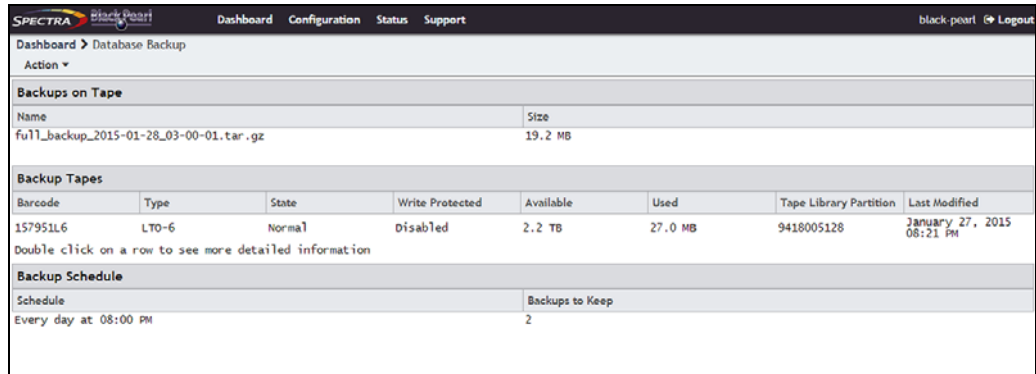 SPECTRA BlackPearl Dashboard Configuration Status Support black-pearl Logout
Dashboard > Database Backup
Action
Backups on Tape
Name Size
full_backup_2015-01-28_03-00-01.tar.gz 19.2 MB
Backup Tapes
Barcode Type State Write Protected Available Used Tape Library Partition Last Modified
157951L6 LTO-6 Normal Disabled 2.2 TB 27.0 MB 9418005128 January 27, 2015
08:21 PM
Double click on a row to see more detailed information
Backup Schedule
Schedule Backups to Keep
Every day at 08:00 PM 2